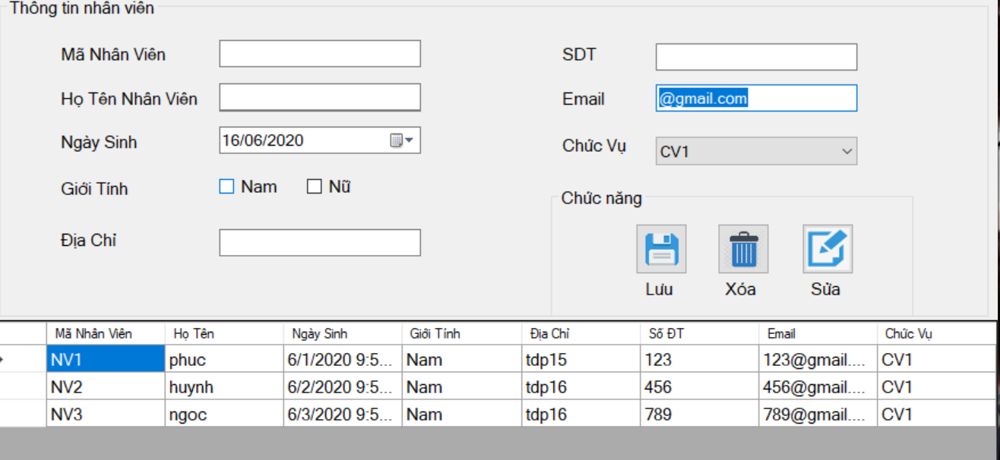 Thông tin nhân viên
Mã Nhân Viên
Họ Tên Nhân Viên
Ngày Sinh 16/06/2020
Giới Tính Nam Nữ
Địa Chỉ
SDT
Email @gmail.com
Chức Vụ CV1
Chức năng
Lưu Xóa Sửa
Mã Nhân Viên Họ Tên Ngày Sinh Giới Tính Địa Chỉ Số ĐT Email Chức Vụ
NV1 phuc 6/1/2020 9:5... Nam tdp15 123 123@gmail.... CV1
NV2 huynh 6/2/2020 9:5... Nam tdp16 456 456@gmail.... CV1
NV3 ngoc 6/3/2020 9:5... Nam tdp16 789 789@gmail.... CV1